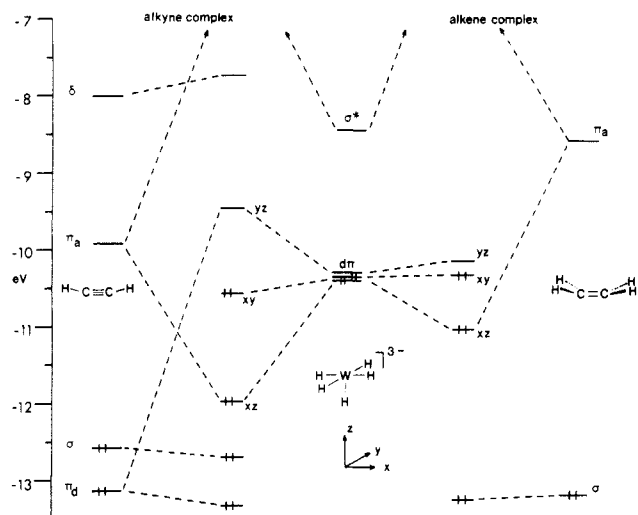 alkyne complex alkene complex
-7
-8
-9
-10
eV
-11
-12
-13
δ
πa
H C≡C H
σ
πd
yz
xy
xz
σ*
dπ
H W H
H H
H
3-
z
y
x
yz
xy
xz
πa
H H
H C=C H
σ